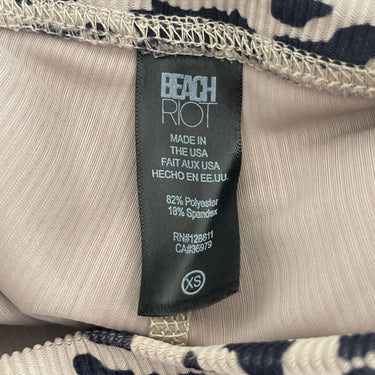 BEACH
RIOT
MADE IN
THE USA
FAIT AUX USA
HECHO EN EE.UU.
82% Polyester
18% Spandex
RN#128811
CA#36979
XS